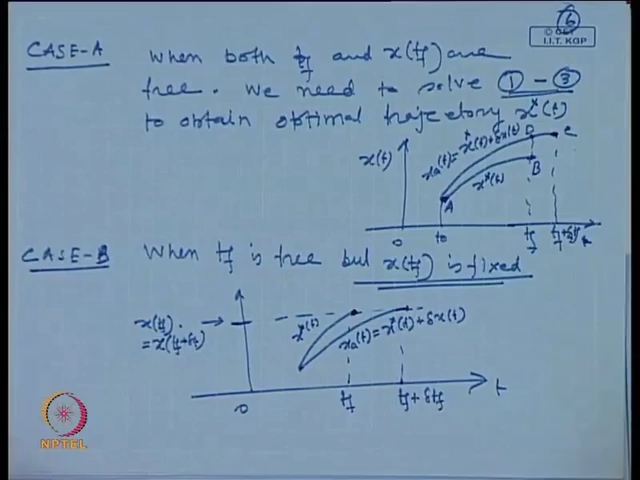 6
© CET
I.I.T. KGP
CASE-A When both tf and x(tf) are
free. We need to solve ① - ③
to obtain optimal trajectory x*(t)
x(t)
xa(t) = x*(t) + δx(t)
x*(t)
A
B
D
C
0
t0
tf
tf + δtf
t
CASE-B When tf is free but x(tf) is fixed
x(tf)
= x(tf + δtf)
x*(t)
xa(t) = x*(t) + δx(t)
0
tf
tf + δtf
t
NPTEL